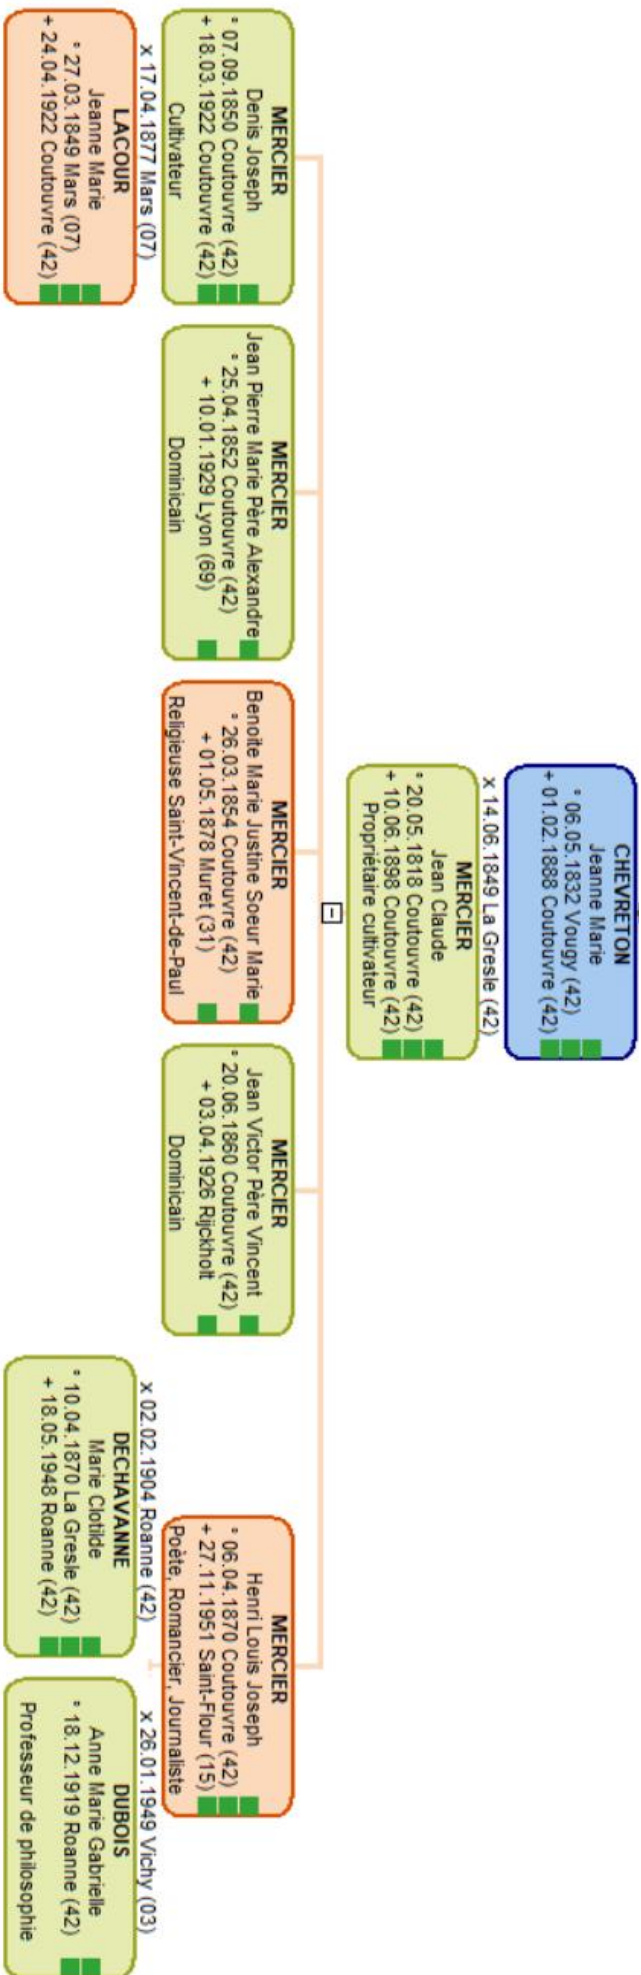 CHEVRETON
Jeanne Marie
° 06.05.1832 Vougy (42)
+ 01.02.1888 Coutouvre (42)
x 14.06.1849 La Gresle (42)
MERCIER
Jean Claude
° 20.05.1818 Coutouvre (42)
+ 10.06.1898 Coutouvre (42)
Propriétaire cultivateur
MERCIER
Denis Joseph
° 07.09.1850 Coutouvre (42)
+ 18.03.1922 Coutouvre (42)
Cultivateur
x 17.04.1877 Mars (07)
LACOUR
Jeanne Marie
° 27.03.1849 Mars (07)
+ 24.04.1922 Coutouvre (42)
MERCIER
Jean Pierre Marie Père Alexandre
° 25.04.1852 Coutouvre (42)
+ 10.01.1929 Lyon (69)
Dominicain
MERCIER
Benoite Marie Justine Soeur Marie
° 26.03.1854 Coutouvre (42)
+ 01.05.1878 Muret (31)
Religieuse Saint-Vincent-de-Paul
MERCIER
Jean Victor Père Vincent
° 20.06.1860 Coutouvre (42)
+ 03.04.1926 Rijckholt
Dominicain
MERCIER
Henri Louis Joseph
° 06.04.1870 Coutouvre (42)
+ 27.11.1951 Saint-Flour (15)
Poète, Romancier, Journaliste
x 02.02.1904 Roanne (42)
DECHAVANNE
Marie Clotilde
° 10.04.1870 La Gresle (42)
+ 18.05.1948 Roanne (42)
x 26.01.1949 Vichy (03)
DUBOIS
Anne Marie Gabrielle
° 18.12.1919 Roanne (42)
Professeur de philosophie